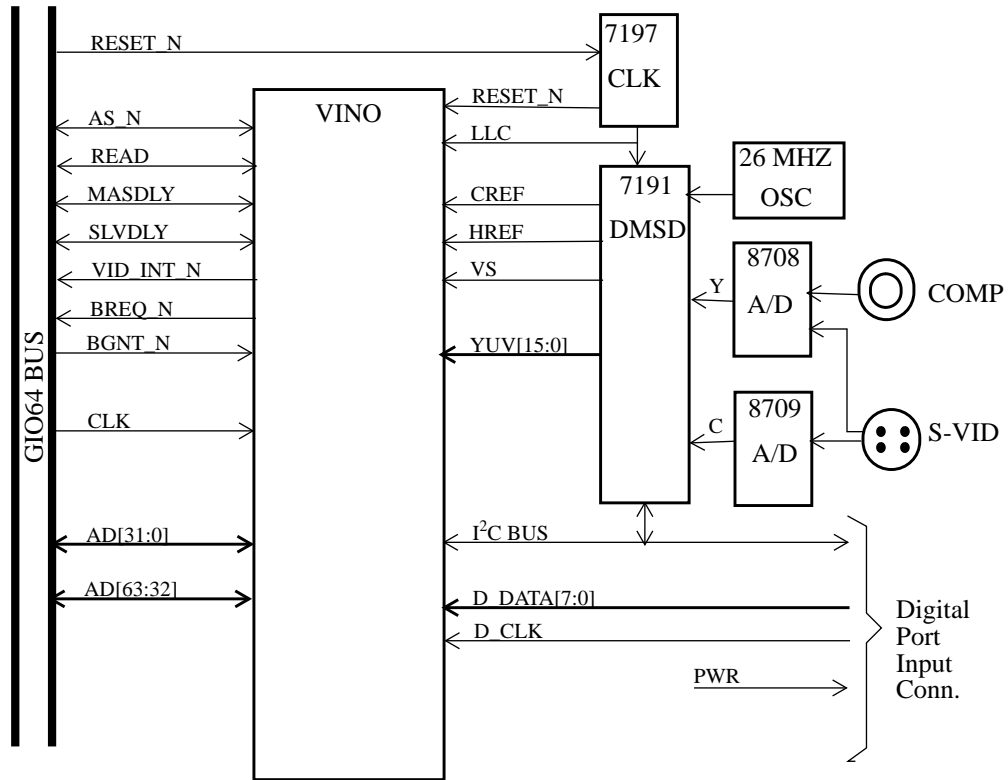 RESET_N
7197
CLK
VINO
RESET_N
AS_N
LLC
READ
7191
DMSD
26 MHZ
OSC
MASDLY
CREF
SLVDLY
HREF
VID_INT_N
VS
8708
A/D
Y
COMP
BREQ_N
BGNT_N
YUV[15:0]
GIO64 BUS
CLK
8709
A/D
C
S-VID
AD[31:0]
I²C BUS
AD[63:32]
D_DATA[7:0]
D_CLK
Digital
Port
Input
Conn.
PWR